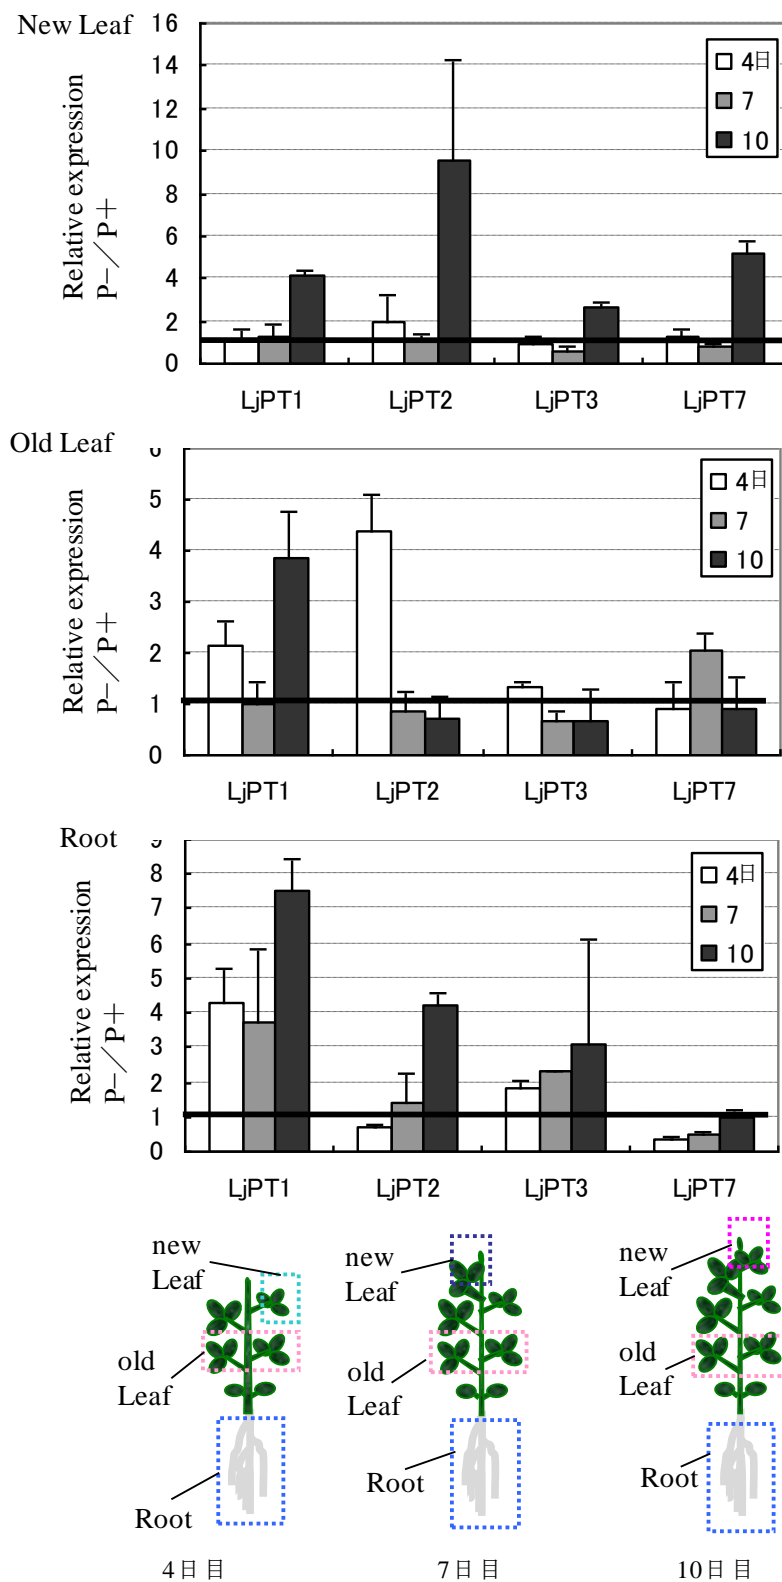 New Leaf
Relative expression
P−／P＋
16
14
12
10
8
6
4
2
0
4日
7
10
LjPT1
LjPT2
LjPT3
LjPT7
Old Leaf
Relative expression
P−／P＋
6
5
4
3
2
1
0
4日
7
10
LjPT1
LjPT2
LjPT3
LjPT7
Root
Relative expression
P−／P＋
9
8
7
6
5
4
3
2
1
0
4日
7
10
LjPT1
LjPT2
LjPT3
LjPT7
new
Leaf
old
Leaf
Root
4日目
new
Leaf
old
Leaf
Root
7日目
new
Leaf
old
Leaf
Root
10日目